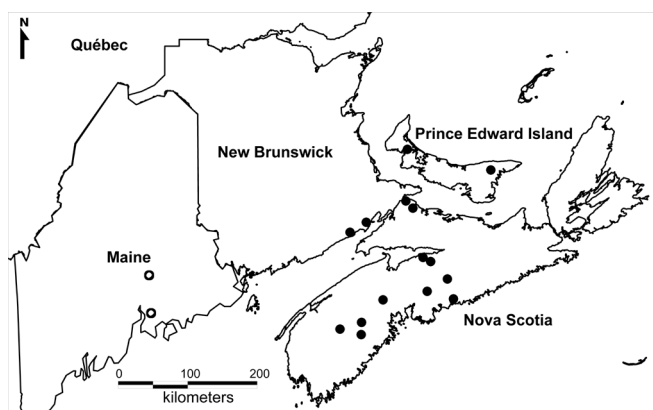 N
Québec
Prince Edward Island
New Brunswick
Maine
Nova Scotia
0 100 200
kilometers